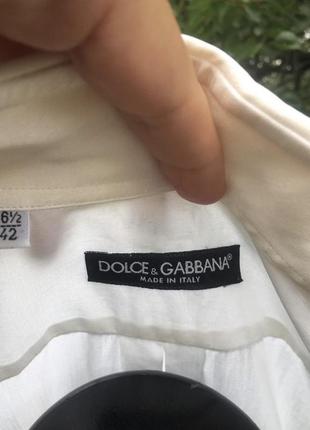 6½
42
DOLCE & GABBANA®
MADE IN ITALY